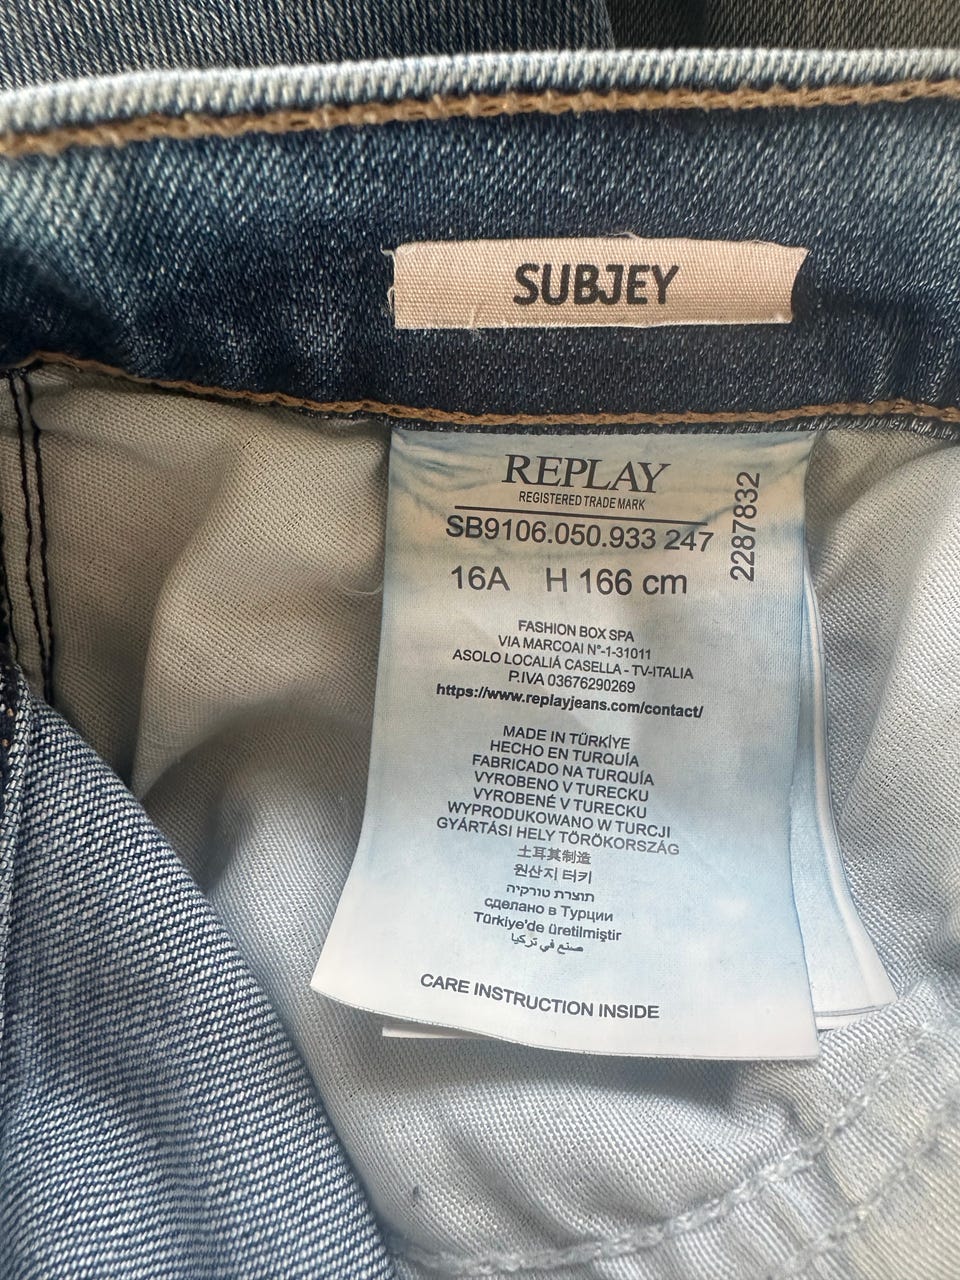 SUBJEY
REPLAY
REGISTERED TRADE MARK
SB9106.050.933 247
2287832
16A H 166 cm
FASHION BOX SPA
VIA MARCOAI N°-1-31011
ASOLO LOCALIÁ CASELLA - TV-ITALIA
P.IVA 03676290269
https://www.replayjeans.com/contact/
MADE IN TÜRKİYE
HECHO EN TURQUÍA
FABRICADO NA TURQUÍA
VYROBENO V TURECKU
VYROBENÉ V TURECKU
WYPRODUKOWANO W TURCJI
GYÁRTÁSI HELY TÖRÖKORSZÁG
土耳其制造
원산지 터키
תוצרת טורקיה
сделано в Турции
Türkiye'de üretilmiştir
صنع في تركيا
CARE INSTRUCTION INSIDE